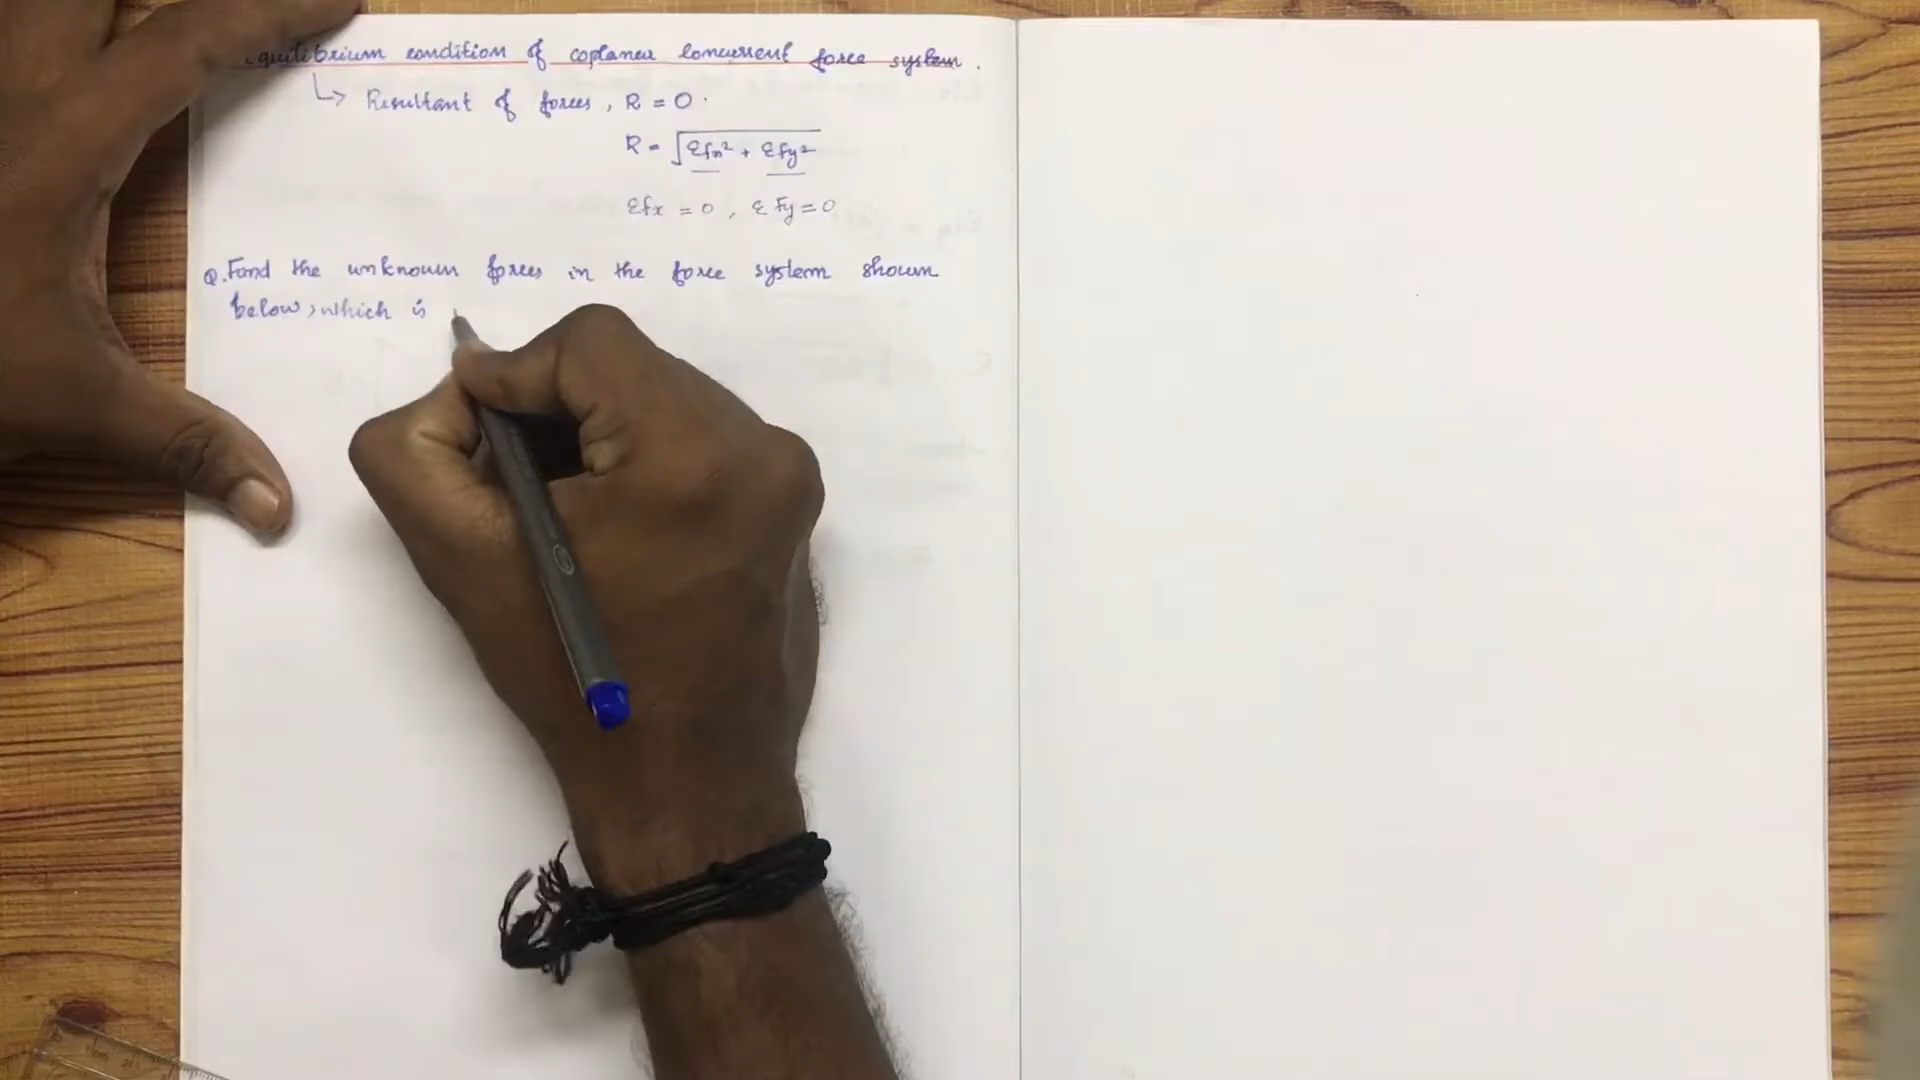 Equilibrium condition of coplaner concurrent force system.
↳ Resultant of forces, R = 0.
R = √Σfx² + Σfy²
Σfx = 0, ΣFy = 0
Q. Find the unknown forces in the force system shown
below, which is